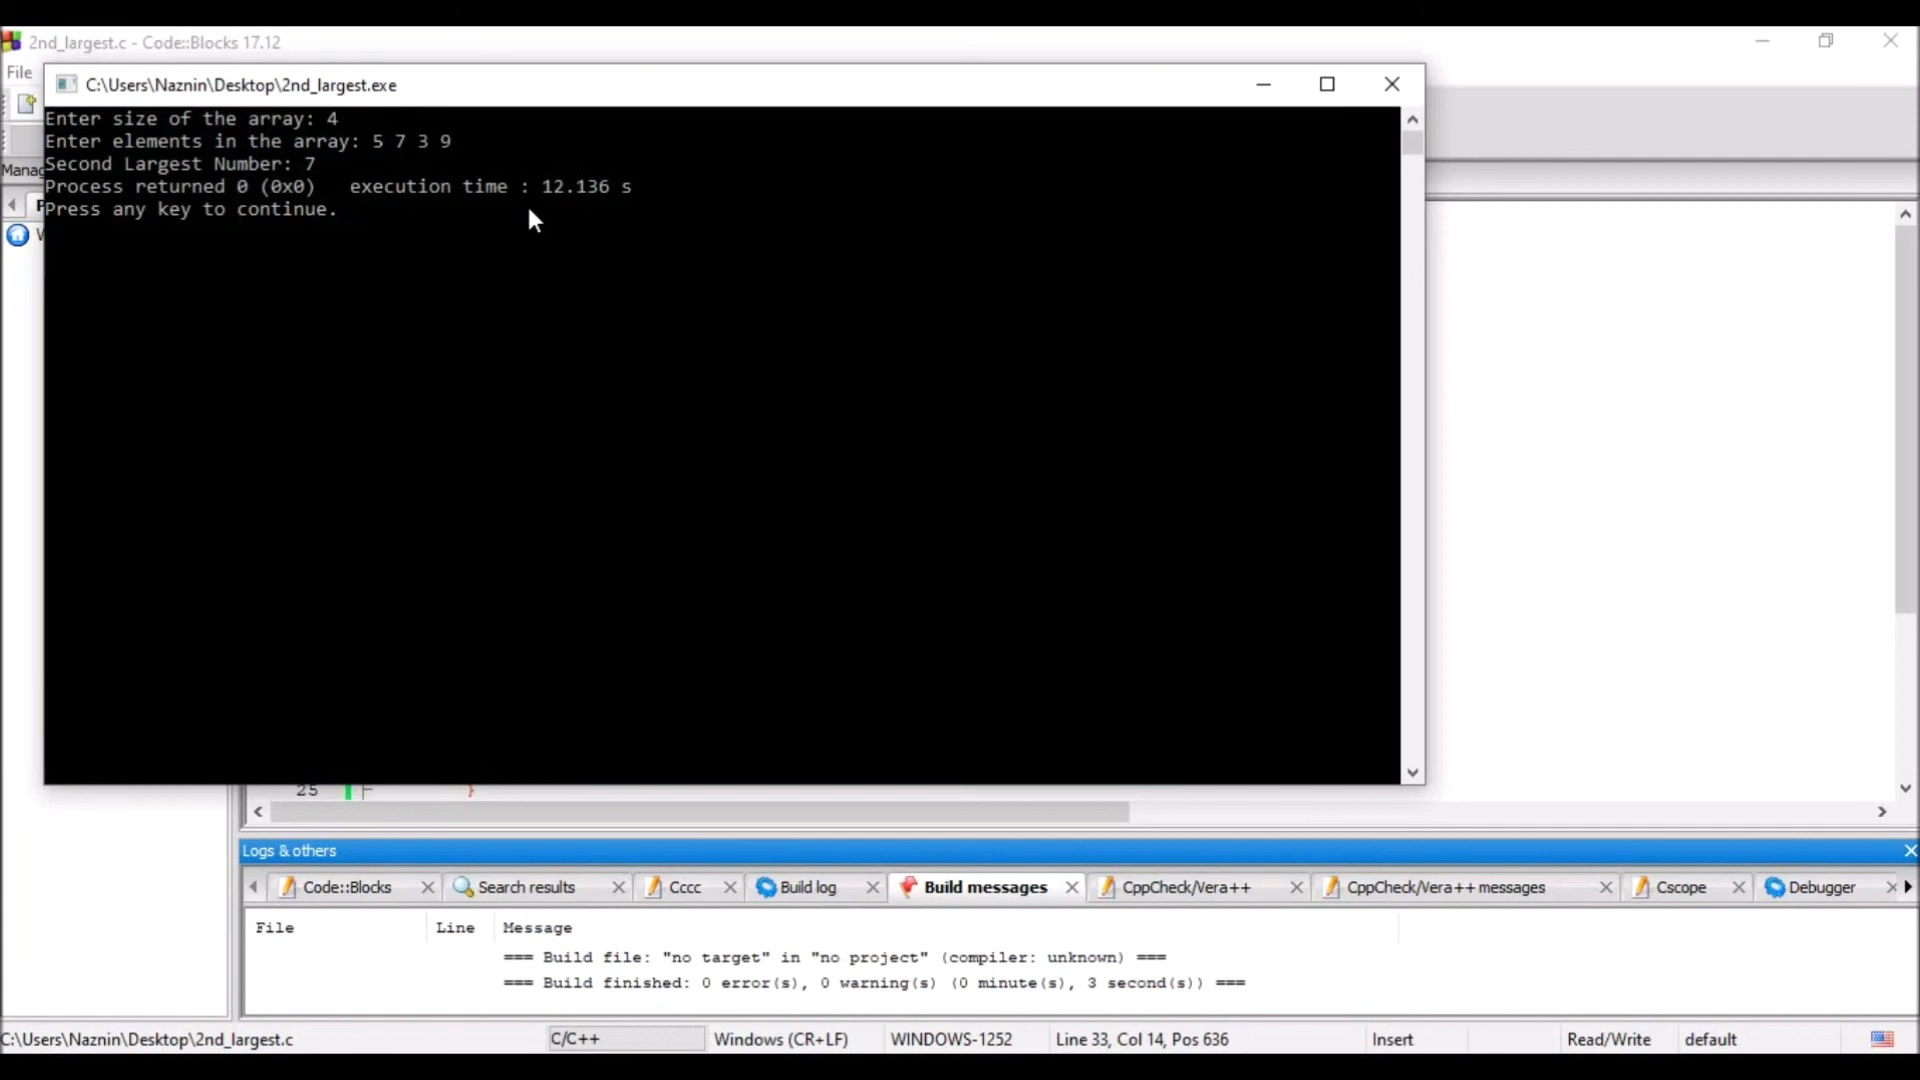 2nd_largest.c - Code::Blocks 17.12
File
C:\Users\Naznin\Desktop\2nd_largest.exe
Enter size of the array: 4
Enter elements in the array: 5 7 3 9
Second Largest Number: 7
Process returned 0 (0x0)   execution time : 12.136 s
Press any key to continue.
Manag
P
W
25 }
Logs & others
Code::Blocks Search results Cccc Build log Build messages CppCheck/Vera++ CppCheck/Vera++ messages Cscope Debugger
File Line Message
=== Build file: "no target" in "no project" (compiler: unknown) ===
=== Build finished: 0 error(s), 0 warning(s) (0 minute(s), 3 second(s)) ===
C:\Users\Naznin\Desktop\2nd_largest.c C/C++ Windows (CR+LF) WINDOWS-1252 Line 33, Col 14, Pos 636 Insert Read/Write default